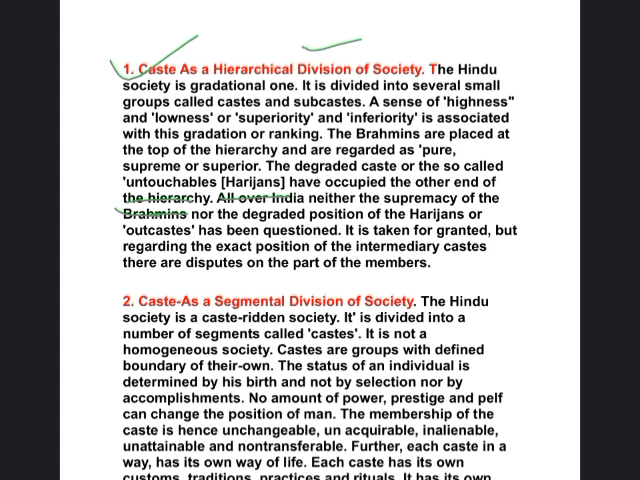 1. Caste As a Hierarchical Division of Society. The Hindu
society is gradational one. It is divided into several small
groups called castes and subcastes. A sense of 'highness"
and 'lowness' or 'superiority' and 'inferiority' is associated
with this gradation or ranking. The Brahmins are placed at
the top of the hierarchy and are regarded as 'pure,
supreme or superior. The degraded caste or the so called
'untouchables [Harijans] have occupied the other end of
the hierarchy. All over India neither the supremacy of the
Brahmins nor the degraded position of the Harijans or
'outcastes' has been questioned. It is taken for granted, but
regarding the exact position of the intermediary castes
there are disputes on the part of the members.
2. Caste-As a Segmental Division of Society. The Hindu
society is a caste-ridden society. It' is divided into a
number of segments called 'castes'. It is not a
homogeneous society. Castes are groups with defined
boundary of their-own. The status of an individual is
determined by his birth and not by selection nor by
accomplishments. No amount of power, prestige and pelf
can change the position of man. The membership of the
caste is hence unchangeable, un acquirable, inalienable,
unattainable and nontransferable. Further, each caste in a
way, has its own way of life. Each caste has its own
customs, traditions, practices and rituals. It has its own